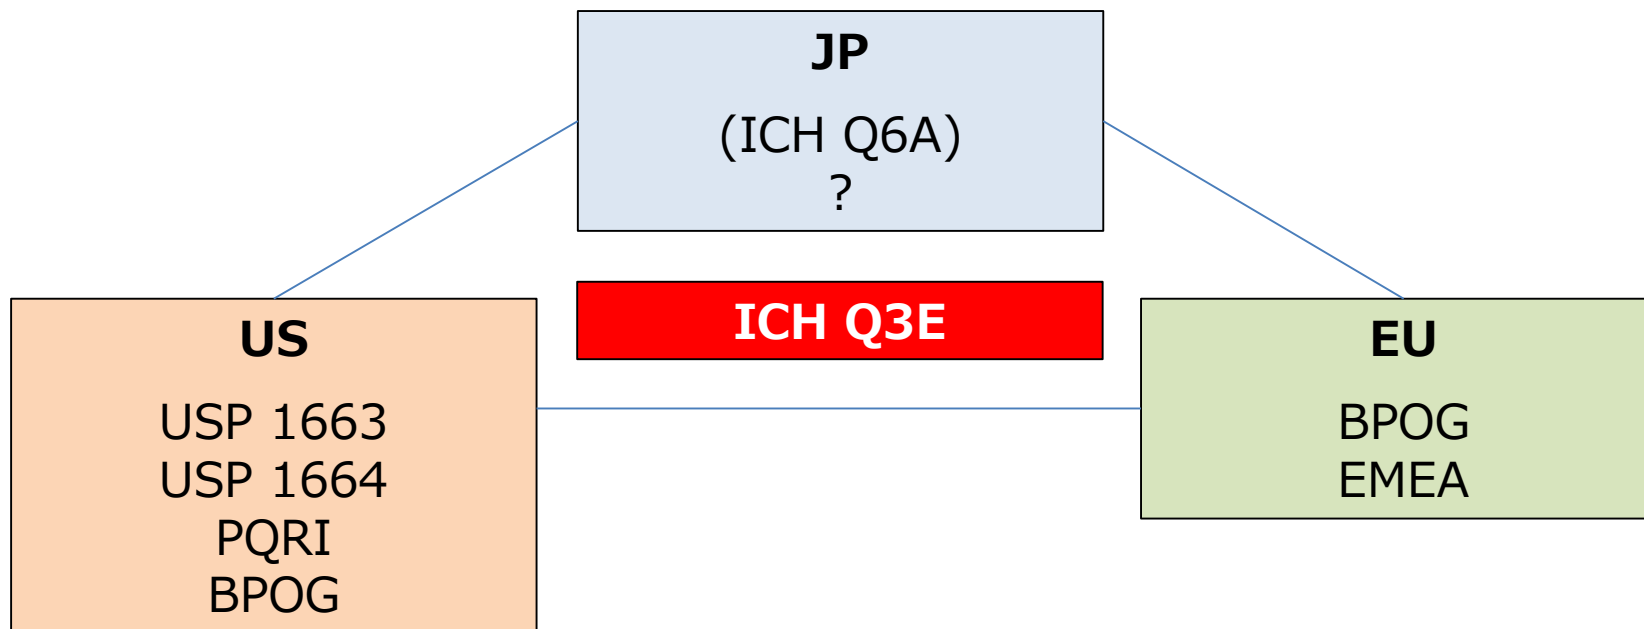 JP
(ICH Q6A)
?
ICH Q3E
US
USP 1663
USP 1664
PQRI
BPOG
EU
BPOG
EMEA